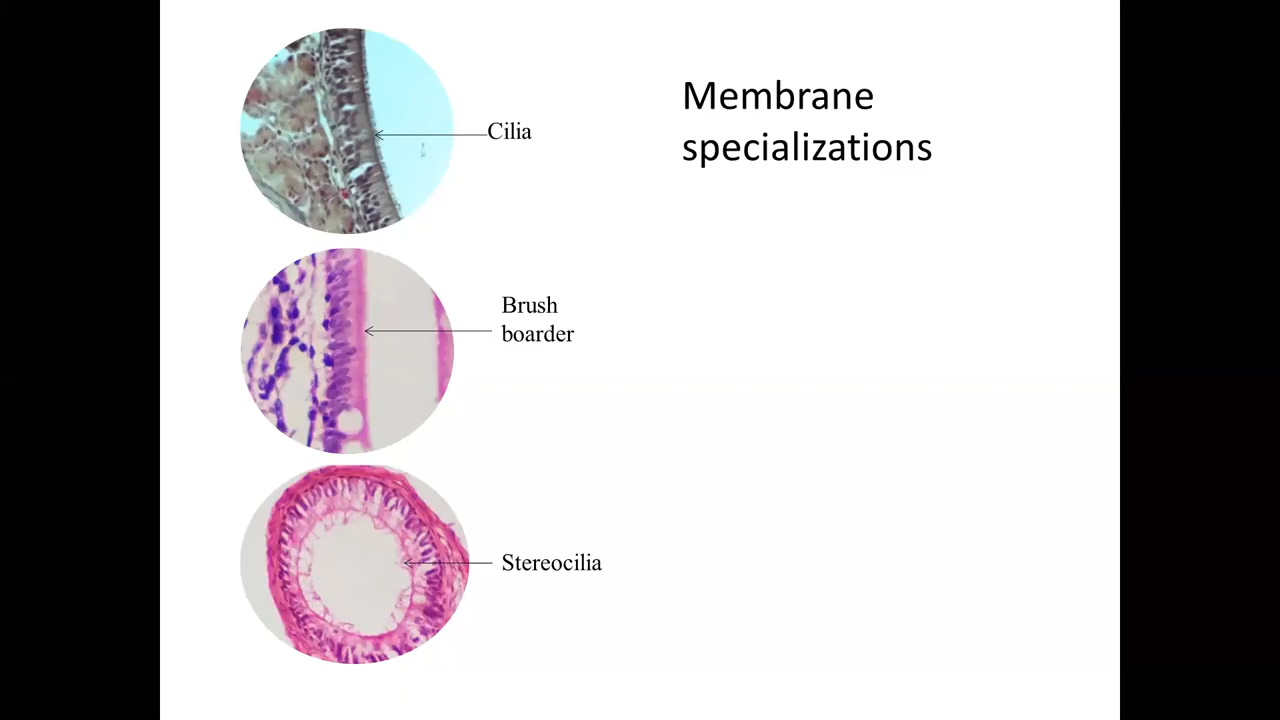 Membrane
specializations
Cilia
Brush
boarder
Stereocilia